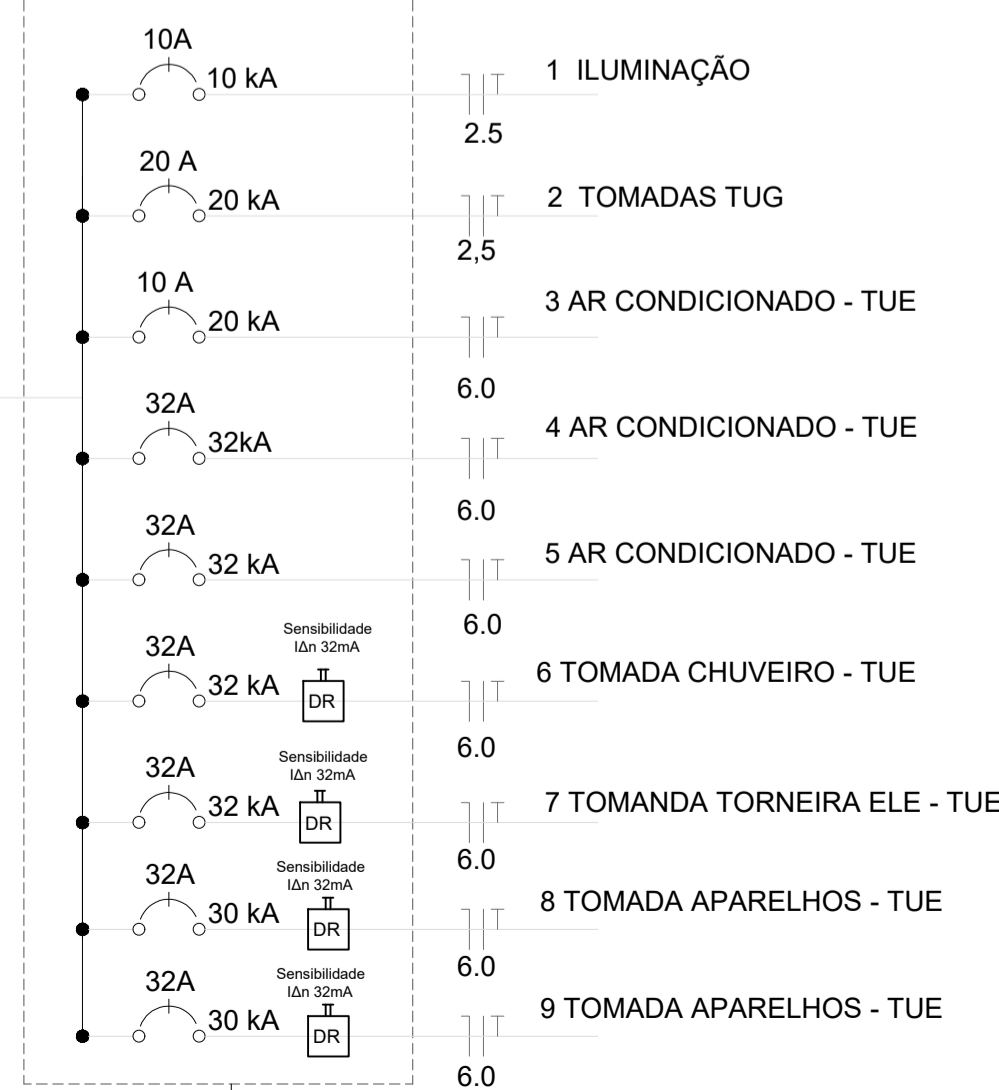 10A
10 kA
1 ILUMINAÇÃO
2.5
20 A
20 kA
2 TOMADAS TUG
2,5
10 A
20 kA
3 AR CONDICIONADO - TUE
6.0
32A
32kA
4 AR CONDICIONADO - TUE
6.0
32A
32 kA
5 AR CONDICIONADO - TUE
6.0
32A
32 kA
Sensibilidade
IΔn 32mA
DR
6 TOMADA CHUVEIRO - TUE
6.0
32A
32 kA
Sensibilidade
IΔn 32mA
DR
7 TOMANDA TORNEIRA ELE - TUE
6.0
32A
30 kA
Sensibilidade
IΔn 32mA
DR
8 TOMADA APARELHOS - TUE
6.0
32A
30 kA
Sensibilidade
IΔn 32mA
DR
9 TOMADA APARELHOS - TUE
6.0